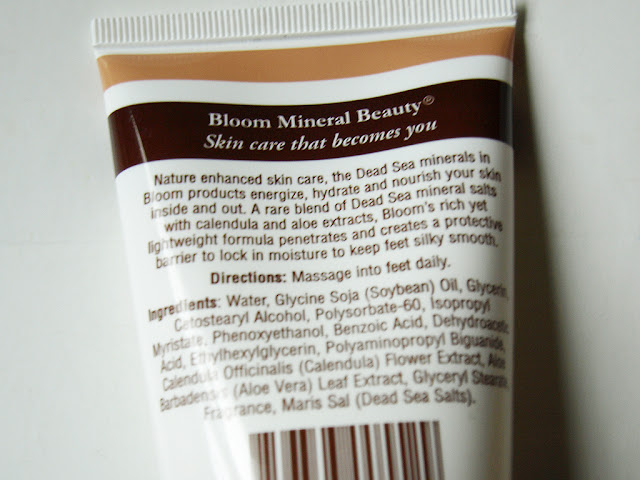 Bloom Mineral Beauty®
Skin care that becomes you
Nature enhanced skin care, the Dead Sea minerals in
Bloom products energize, hydrate and nourish your skin
inside and out. A rare blend of Dead Sea mineral salts
with calendula and aloe extracts, Bloom's rich yet
lightweight formula penetrates and creates a protective
barrier to lock in moisture to keep feet silky smooth.
Directions: Massage into feet daily.
Ingredients: Water, Glycine Soja (Soybean) Oil, Glycerin,
Cetostearyl Alcohol, Polysorbate-60, Isopropyl
Myristate, Phenoxyethanol, Benzoic Acid, Dehydroacetic
Acid, Ethylhexylglycerin, Polyaminopropyl Biguanide,
Calendula Officinalis (Calendula) Flower Extract, Aloe
Barbadensis (Aloe Vera) Leaf Extract, Glyceryl Stearate,
Fragrance, Maris Sal (Dead Sea Salts).